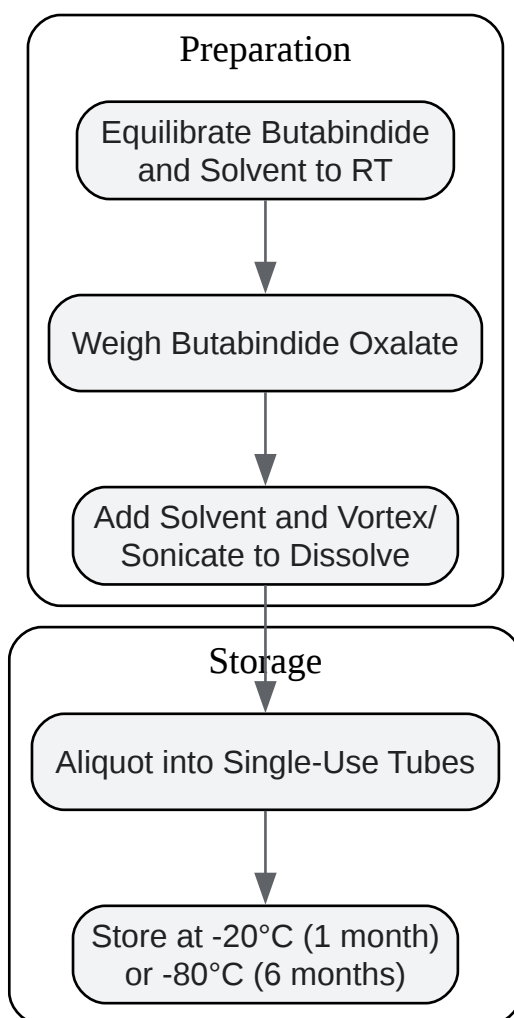 Preparation
Equilibrate Butabindide
and Solvent to RT
Weigh Butabindide Oxalate
Add Solvent and Vortex/
Sonicate to Dissolve
Storage
Aliquot into Single-Use Tubes
Store at -20°C (1 month)
or -80°C (6 months)